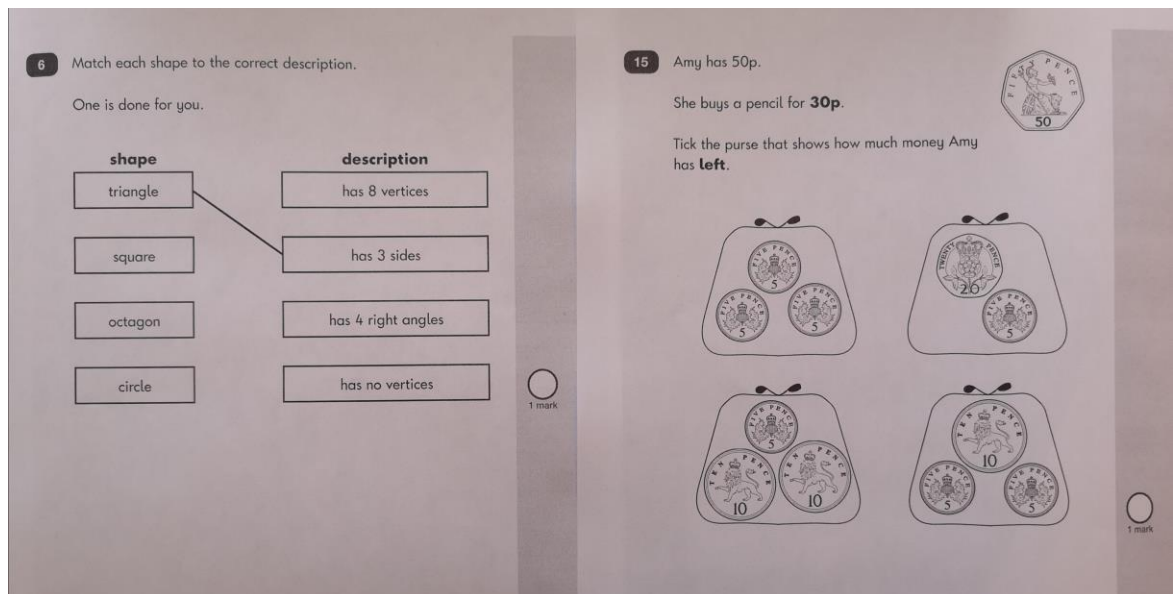 6 Match each shape to the correct description.
One is done for you.
shape description
triangle has 8 vertices
square has 3 sides
octagon has 4 right angles
circle has no vertices
1 mark
15 Amy has 50p.
She buys a pencil for 30p.
Tick the purse that shows how much money Amy
has left.
FIFTY PENCE
50
FIVE PENCE
5
FIVE PENCE
5
FIVE PENCE
5
TWENTY PENCE
20
FIVE PENCE
5
FIVE PENCE
5
TEN PENCE
10
TEN PENCE
10
TEN PENCE
10
FIVE PENCE
5
FIVE PENCE
5
1 mark